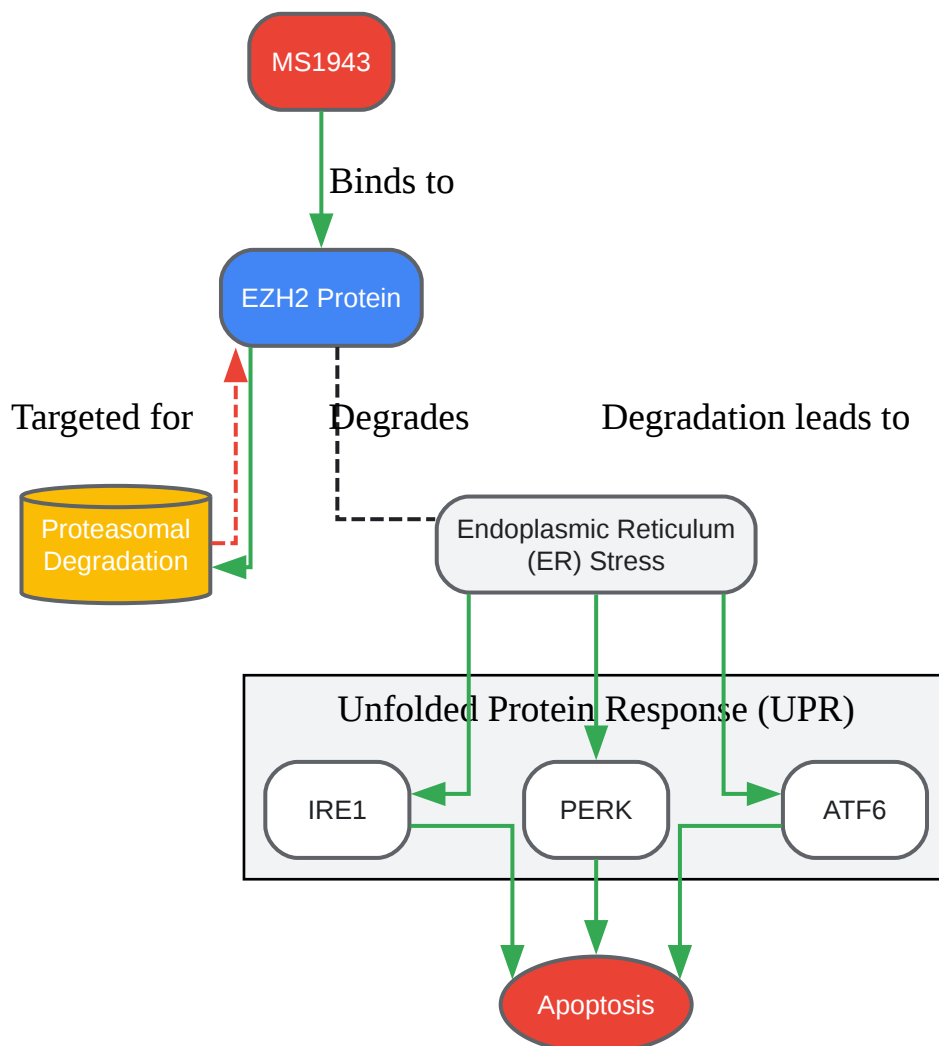 MS1943
Binds to
EZH2 Protein
Targeted for
Degrades
Degradation leads to
Proteasomal
Degradation
Endoplasmic Reticulum
(ER) Stress
Unfolded Protein Response (UPR)
IRE1
PERK
ATF6
Apoptosis